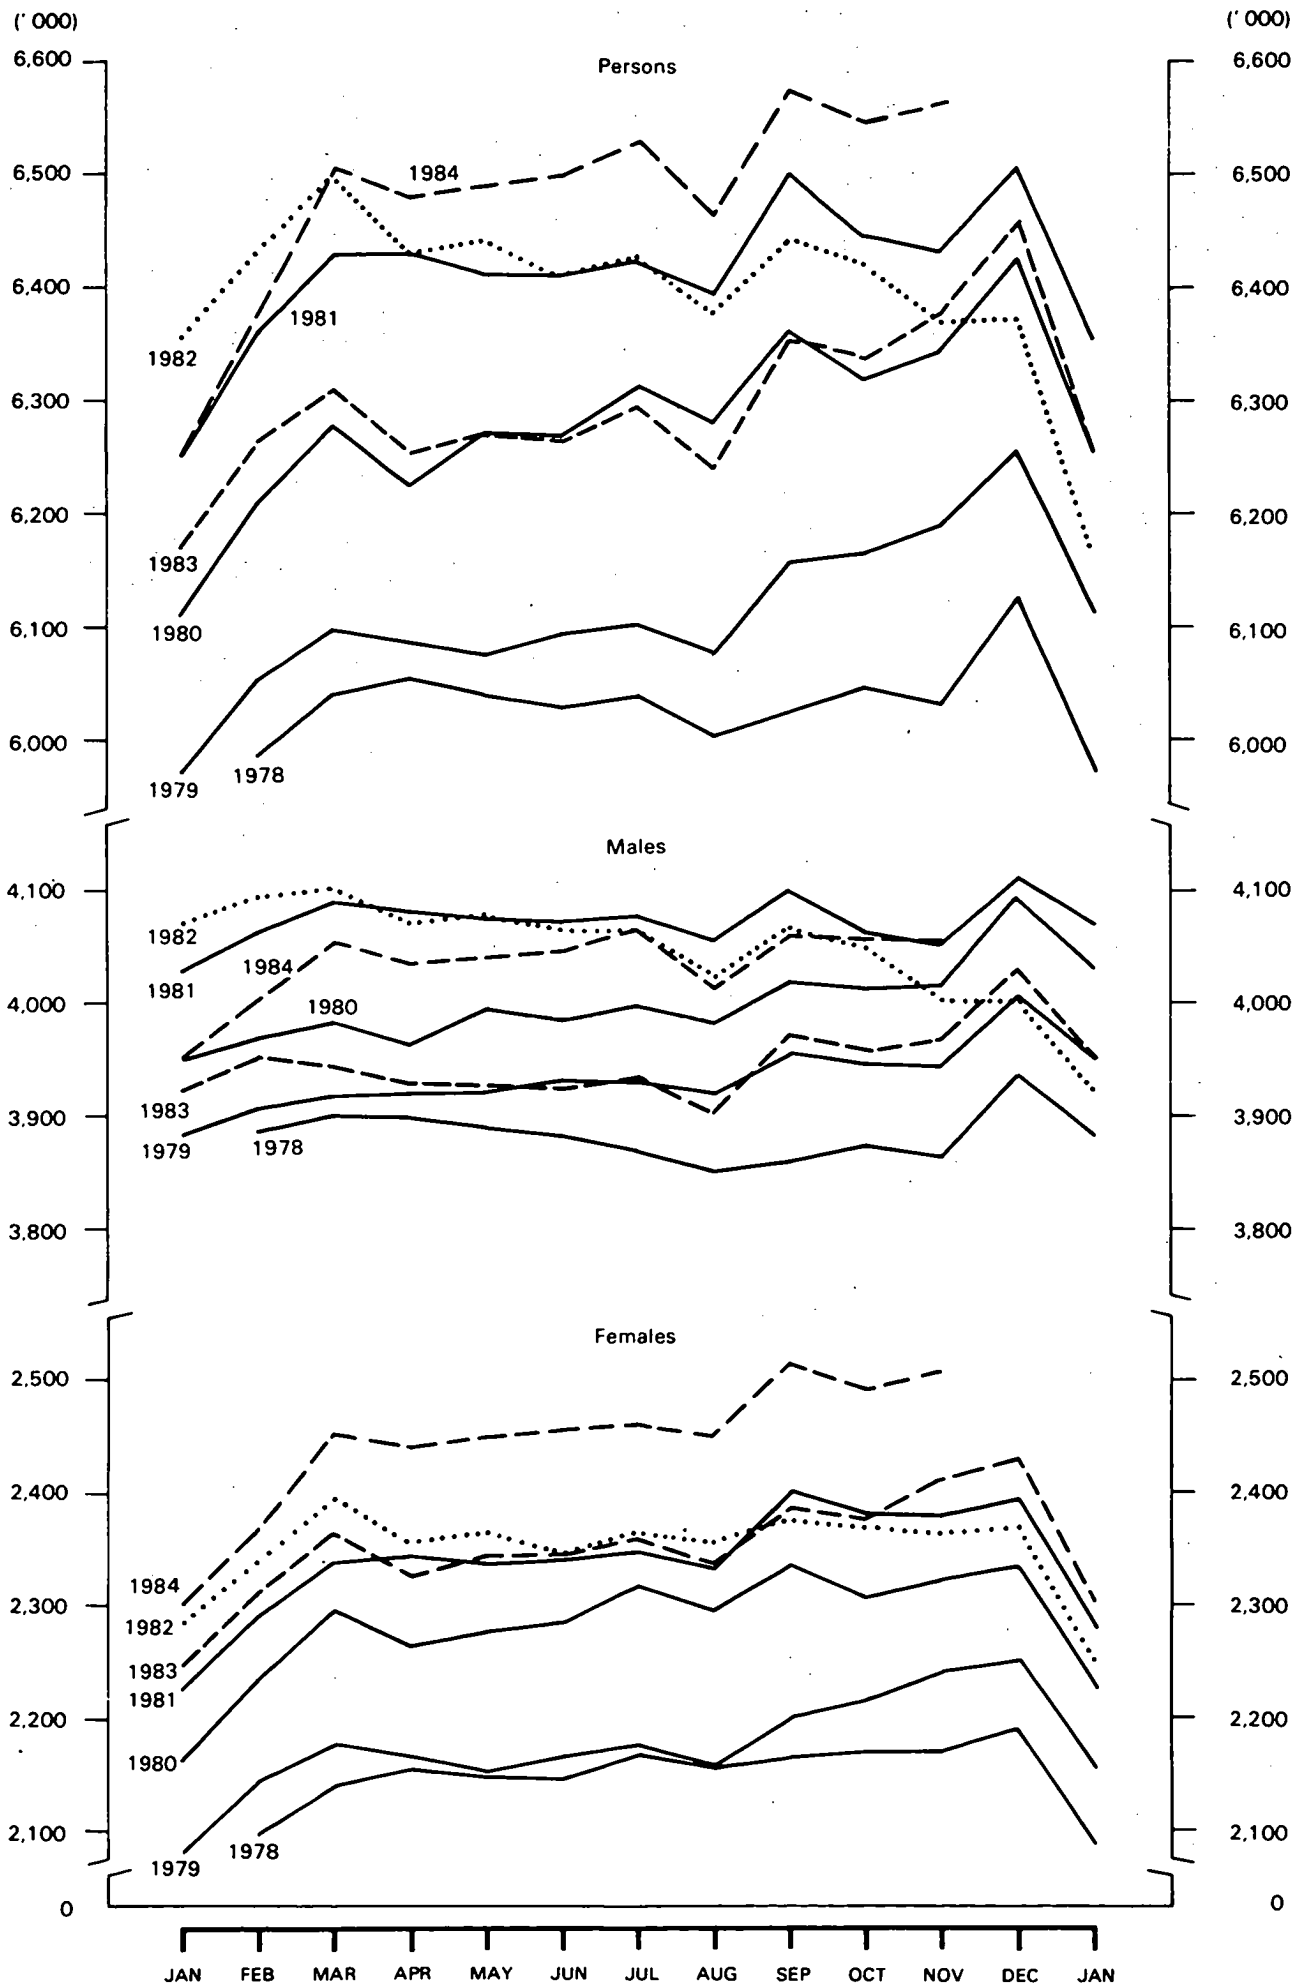 (' 000) (' 000)
6,600 Persons 6,600
6,500 1984 6,500
6,400 6,400
1981
1982
6,300 6,300
6,200 6,200
1983
6,100 1980 6,100
6,000 6,000
1979 1978
Males
4,100 4,100
1982
1984
1981
4,000 1980 4,000
3,900 1983 3,900
1979 1978
3,800 3,800
Females
2,500 2,500
2,400 2,400
1984
2,300 1982 2,300
1983
1981
2,200 2,200
1980
2,100 1978 2,100
1979
0 0
JAN FEB MAR APR MAY JUN JUL AUG SEP OCT NOV DEC JAN